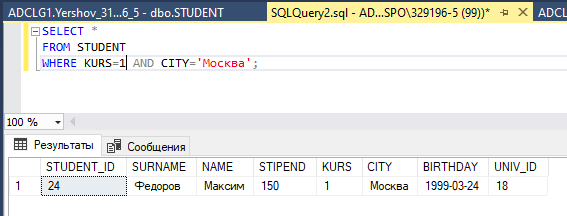 ADCLG1.Yershov_31...6_5 - dbo.STUDENT SQLQuery2.sql - AD...SPO\329196-5 (99))* ADCL
SELECT *
FROM STUDENT
WHERE KURS=1 AND CITY='Москва';
100 %
Результаты Сообщения
STUDENT_ID SURNAME NAME STIPEND KURS CITY BIRTHDAY UNIV_ID
1 24 Федоров Максим 150 1 Москва 1999-03-24 18